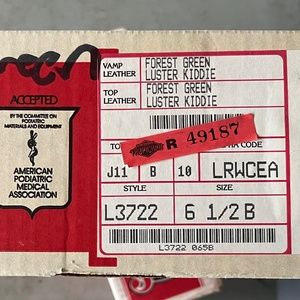 ACCEPTED
BY THE COMMITTEE ON
PODIATRIC
MATERIALS AND EQUIPMENT
AMERICAN
PODIATRIC
MEDICAL
ASSOCIATION
VAMP LEATHER
FOREST GREEN
LUSTER KIDDIE
TOP LEATHER
FOREST GREEN
LUSTER KIDDIE
R 49187
CODE
J11 B 10 LRWCEA
STYLE SIZE
L3722 6 1/2 B
L3722 065B